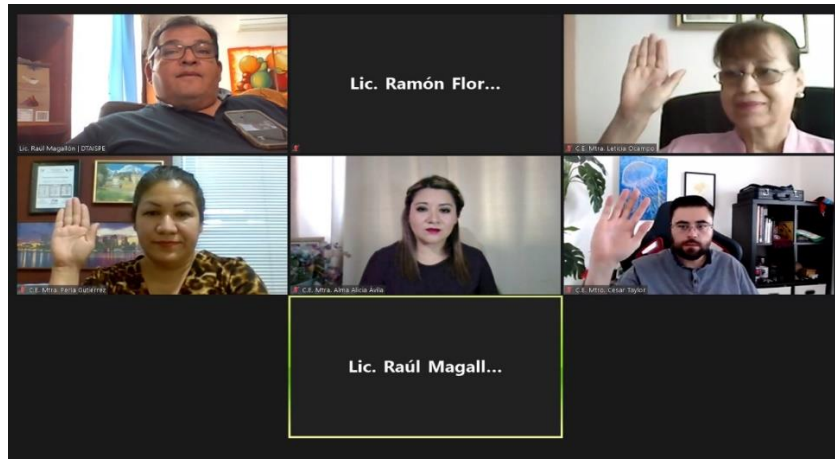 Lic. Raúl Magallón | DTAISPE
Lic. Ramón Flor...
C.E. Mtra. Leticia Ocampo
C.E. Mtra. Perla Gutiérrez
C.E. Mtra. Alma Alicia Ávila
C.E. Mtro. César Taylor
Lic. Raúl Magall...